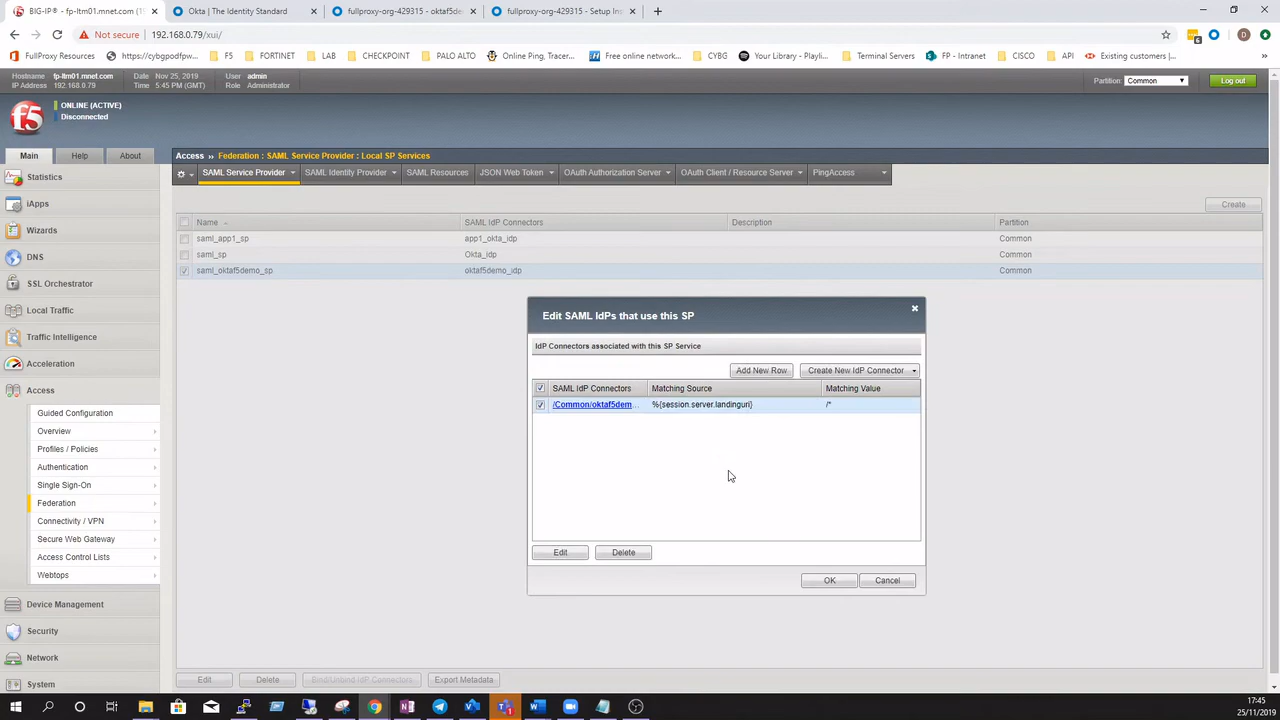 BIG-IP® - fp-ltm01.mnet.com (19
Okta | The Identity Standard
fullproxy-org-429315 - oktaf5de
fullproxy-org-429315 - Setup Ins
Not secure
192.168.0.79/xui/
FullProxy Resources
https://cybgpodfpw...
F5
FORTINET
LAB
CHECKPOINT
PALO ALTO
Online Ping, Tracer...
Free online network...
CYBG
Your Library - Playli...
Terminal Servers
FP - Intranet
CISCO
API
Existing customers |...
Hostname fp-ltm01.mnet.com Date Nov 25, 2019 User admin
IP Address 192.168.0.79 Time 5:45 PM (GMT) Role Administrator
Partition: Common
Log out
f5
ONLINE (ACTIVE)
Disconnected
Main
Help
About
Access » Federation : SAML Service Provider : Local SP Services
SAML Service Provider
SAML Identity Provider
SAML Resources
JSON Web Token
OAuth Authorization Server
OAuth Client / Resource Server
PingAccess
Create
Name SAML IdP Connectors Description Partition
saml_app1_sp app1_okta_idp Common
saml_sp Okta_idp Common
saml_oktaf5demo_sp oktaf5demo_idp Common
Statistics
iApps
Wizards
DNS
SSL Orchestrator
Local Traffic
Traffic Intelligence
Acceleration
Access
Guided Configuration
Overview
Profiles / Policies
Authentication
Single Sign-On
Federation
Connectivity / VPN
Secure Web Gateway
Access Control Lists
Webtops
Device Management
Security
Network
System
Edit SAML IdPs that use this SP
IdP Connectors associated with this SP Service
Add New Row
Create New IdP Connector
SAML IdP Connectors Matching Source Matching Value
/Common/oktaf5dem... %{session.server.landinguri} /*
Edit
Delete
OK
Cancel
Edit
Delete
Bind/Unbind IdP Connectors
Export Metadata
17:45
25/11/2019